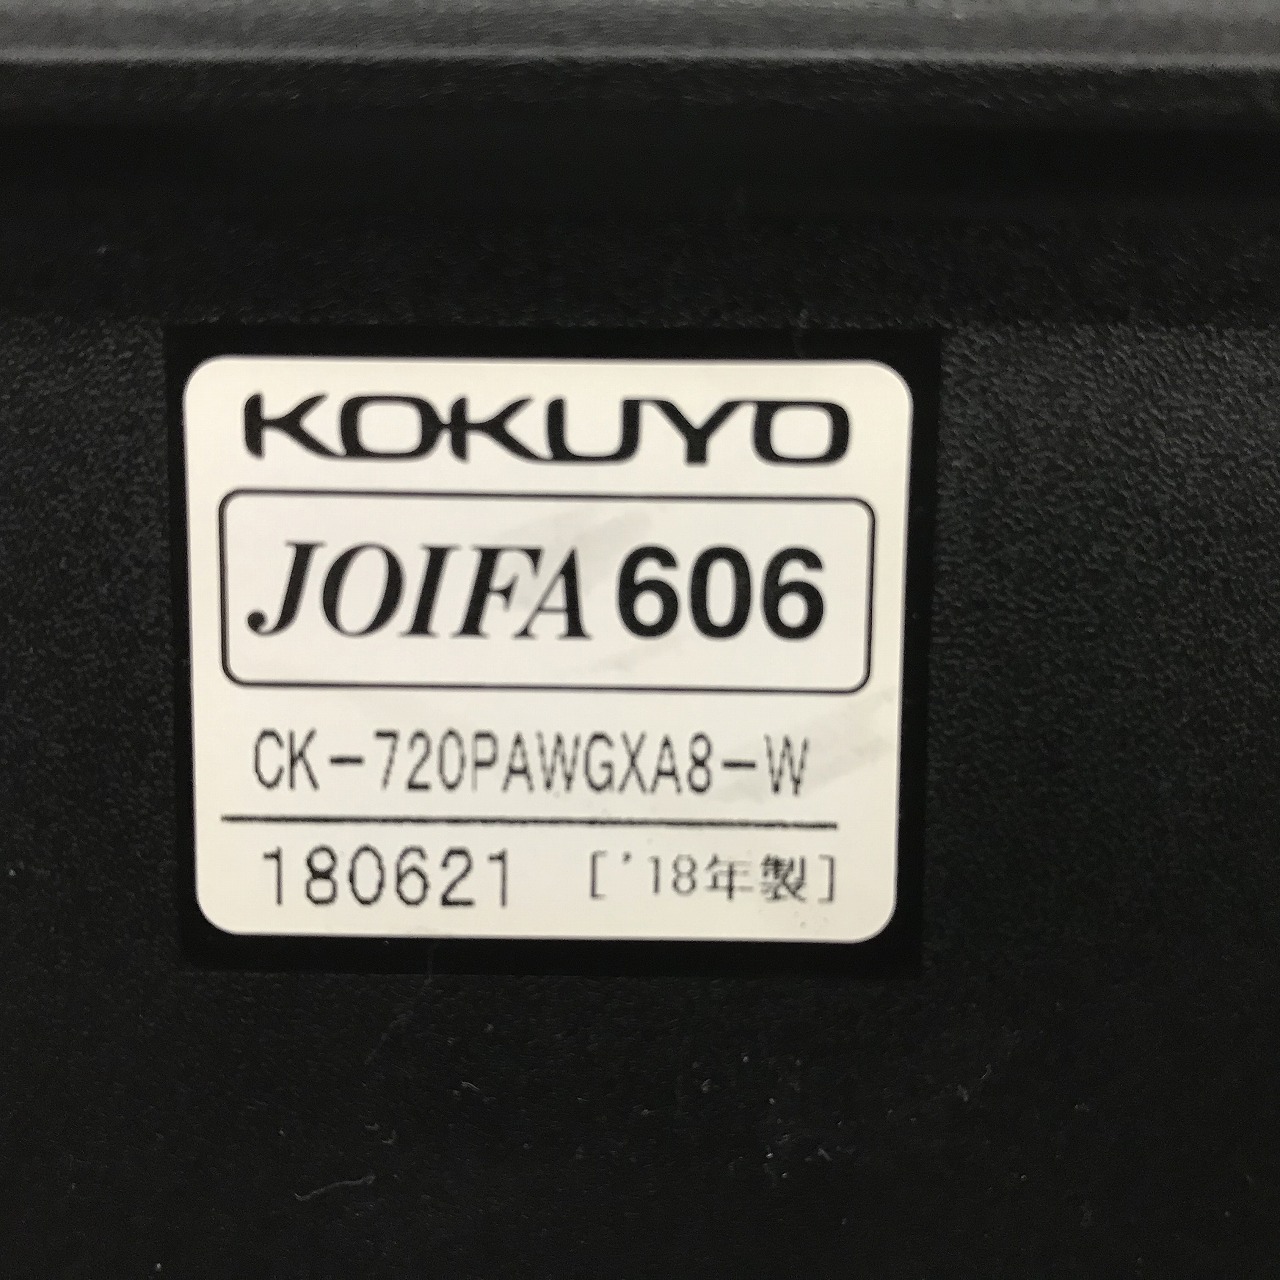 KOKUYO
JOIFA 606
CK-720PAWGXA8-W
180621 ['18年製]